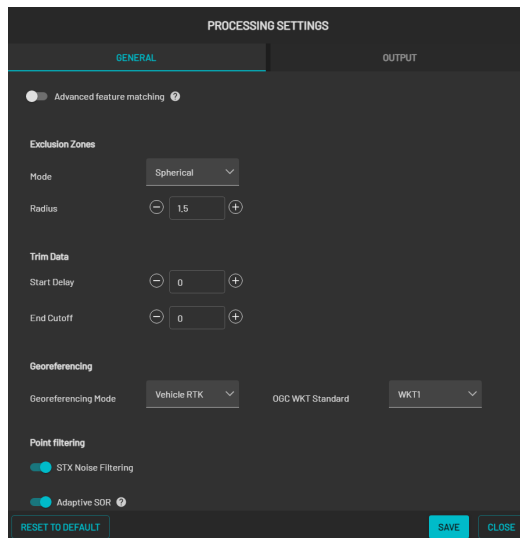 PROCESSING SETTINGS
GENERAL OUTPUT
Advanced feature matching ?
Exclusion Zones
Mode Spherical
Radius 1.5
Trim Data
Start Delay 0
End Cutoff 0
Georeferencing
Georeferencing Mode Vehicle RTK OGC WKT Standard WKT1
Point filtering
STX Noise Filtering
Adaptive SOR ?
RESET TO DEFAULT SAVE CLOSE